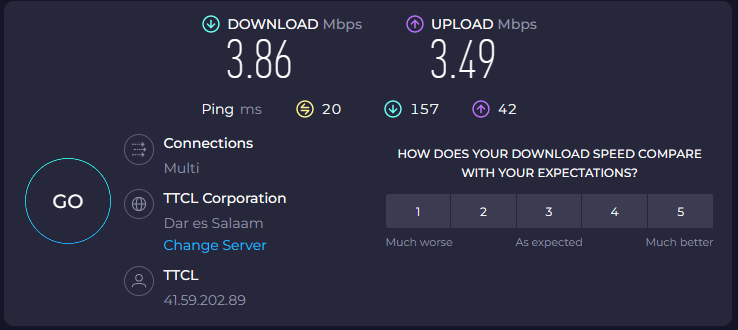 DOWNLOAD Mbps
3.86
UPLOAD Mbps
3.49
Ping ms 20 157 42
Connections
Multi
TTCL Corporation
Dar es Salaam
Change Server
TTCL
41.59.202.89
GO
HOW DOES YOUR DOWNLOAD SPEED COMPARE
WITH YOUR EXPECTATIONS?
1 2 3 4 5
Much worse As expected Much better